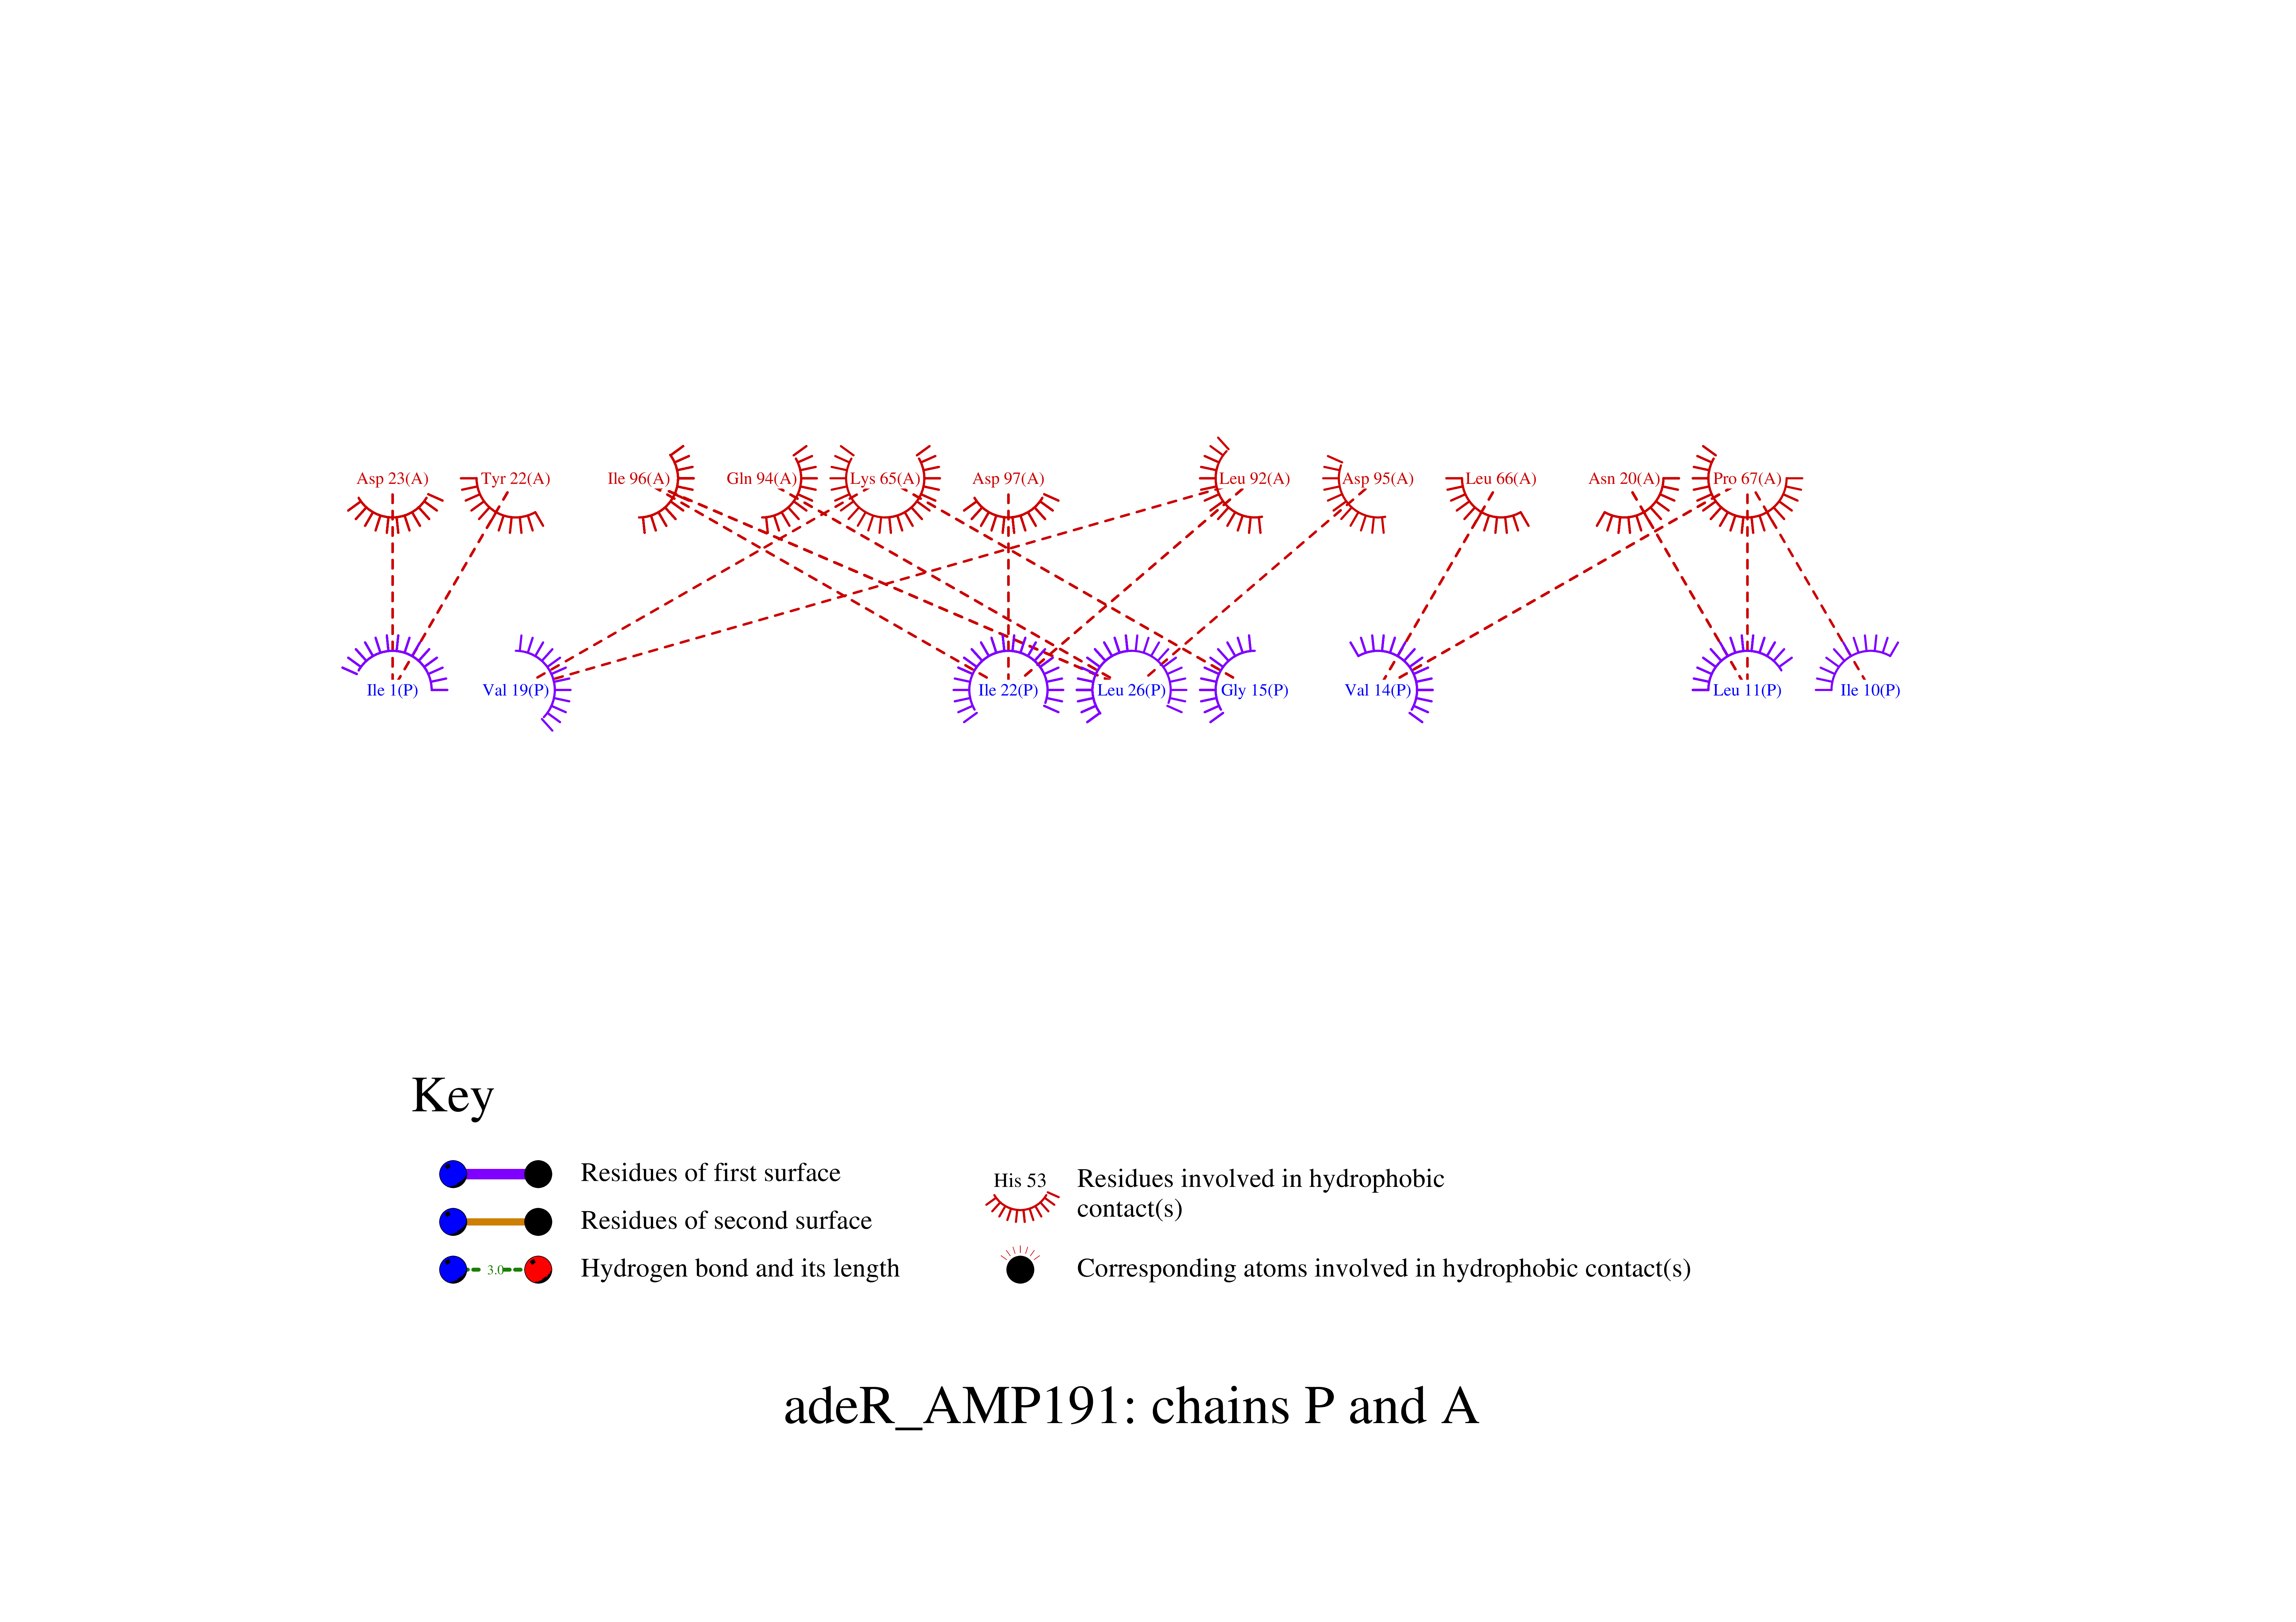 Asp 23(A) Tyr 22(A) Ile 96(A) Gln 94(A) Lys 65(A) Asp 97(A) Leu 92(A) Asp 95(A) Leu 66(A) Asn 20(A) Pro 67(A)
Ile 1(P) Val 19(P) Ile 22(P) Leu 26(P) Gly 15(P) Val 14(P) Leu 11(P) Ile 10(P)
Key
Residues of first surface
Residues of second surface
3.0 Hydrogen bond and its length
His 53 Residues involved in hydrophobic
contact(s)
Corresponding atoms involved in hydrophobic contact(s)
adeR_AMP191: chains P and A